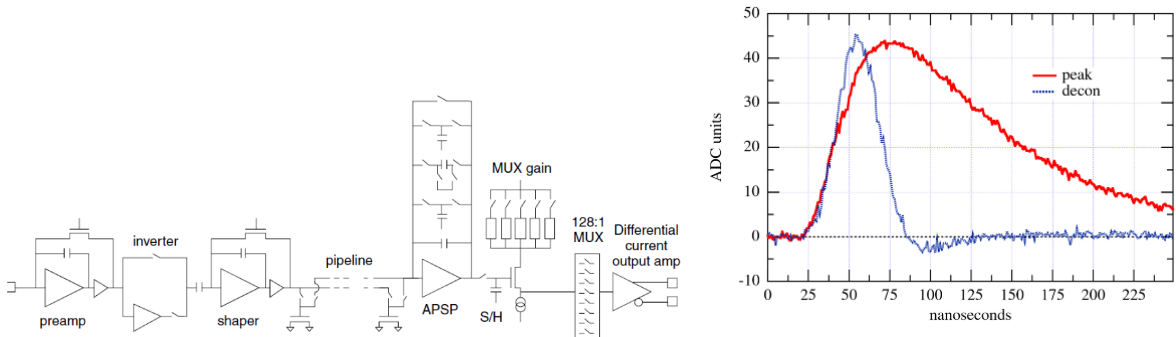 MUX gain
128:1
MUX
Differential
current
output amp
inverter
pipeline
preamp
shaper
APSP
S/H
50
40
30
20
10
0
-10
ADC units
peak
decon
0
25
50
75
100
125
150
175
200
225
nanoseconds